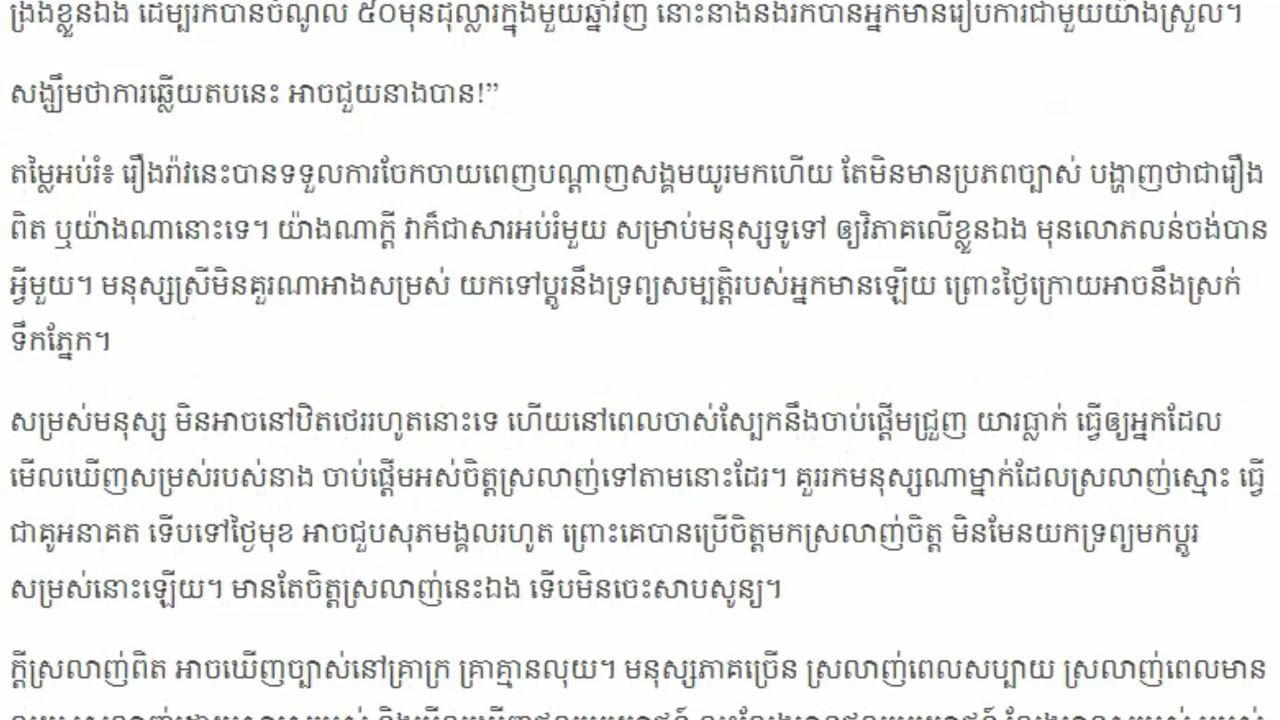 ង្រែងខ្លួនឯង ដើម្បីរកបានចំណូល ៥០ម៉ឺនដុល្លារក្នុងមួយឆ្នាំវិញ នោះនាងនឹងរកបានអ្នកមានរៀបការជាមួយយ៉ាងស្រួល។
សង្ឃឹមថាការឆ្លើយតបនេះ អាចជួយនាងបាន!”
តម្លៃអប់រំ៖ រឿងរ៉ាវនេះបានទទួលការចែកចាយពេញបណ្តាញសង្គមយូរមកហើយ តែមិនមានប្រភពច្បាស់ បង្ហាញថាជារឿង
ពិត ឬយ៉ាងណានោះទេ។ យ៉ាងណាក្តី វាក៏ជាសារអប់រំមួយ សម្រាប់មនុស្សទូទៅ ឲ្យវិភាគលើខ្លួនឯង មុនលោភលន់ចង់បាន
អ្វីមួយ។ មនុស្សស្រីមិនគួរណាអាងសម្រស់ យកទៅប្តូរនឹងទ្រព្យសម្បត្តិរបស់អ្នកមានឡើយ ព្រោះថ្ងៃក្រោយអាចនឹងស្រក់
ទឹកភ្នែក។
សម្រស់មនុស្ស មិនអាចនៅឋិតថេររហូតនោះទេ ហើយនៅពេលចាស់ស្បែកនឹងចាប់ផ្តើមជ្រួញ យារធ្លាក់ ធ្វើឲ្យអ្នកដែល
មើលឃើញសម្រស់របស់នាង ចាប់ផ្តើមអស់ចិត្តស្រលាញ់ទៅតាមនោះដែរ។ គួររកមនុស្សណាម្នាក់ដែលស្រលាញ់ស្មោះ ធ្វើ
ជាគូអនាគត ទើបទៅថ្ងៃមុខ អាចជួបសុភមង្គលរហូត ព្រោះគេបានប្រើចិត្តមកស្រលាញ់ចិត្ត មិនមែនយកទ្រព្យមកប្តូរ
សម្រស់នោះឡើយ។ មានតែចិត្តស្រលាញ់នេះឯង ទើបមិនចេះសាបសូន្យ។
ក្តីស្រលាញ់ពិត អាចឃើញច្បាស់នៅគ្រាក្រ គ្រាគ្មានលុយ។ មនុស្សភាគច្រើន ស្រលាញ់ពេលសប្បាយ ស្រលាញ់ពេលមាន